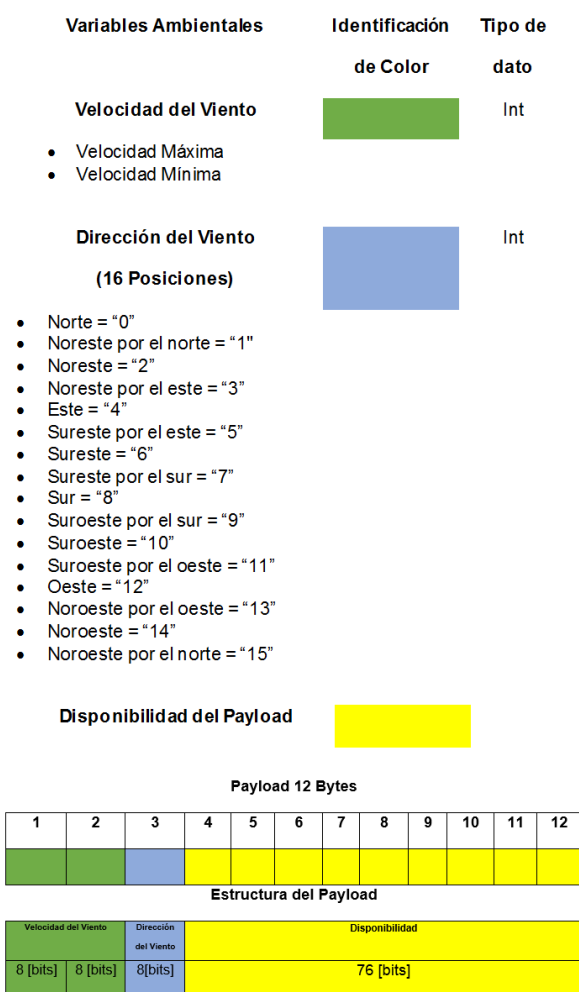 Variables Ambientales Identificación Tipo de
de Color dato
Velocidad del Viento Int
• Velocidad Máxima
• Velocidad Mínima
Dirección del Viento Int
(16 Posiciones)
• Norte = “0”
• Noreste por el norte = “1"
• Noreste = “2”
• Noreste por el este = “3”
• Este = “4”
• Sureste por el este = “5”
• Sureste = “6”
• Sureste por el sur = “7”
• Sur = “8”
• Suroeste por el sur = “9”
• Suroeste = “10”
• Suroeste por el oeste = “11”
• Oeste = “12”
• Noroeste por el oeste = “13”
• Noroeste = “14”
• Noroeste por el norte = “15”
Disponibilidad del Payload
Payload 12 Bytes
1 2 3 4 5 6 7 8 9 10 11 12
Estructura del Payload
Velocidad del Viento Dirección Disponibilidad
del Viento
8 [bits] 8 [bits] 8[bits] 76 [bits]